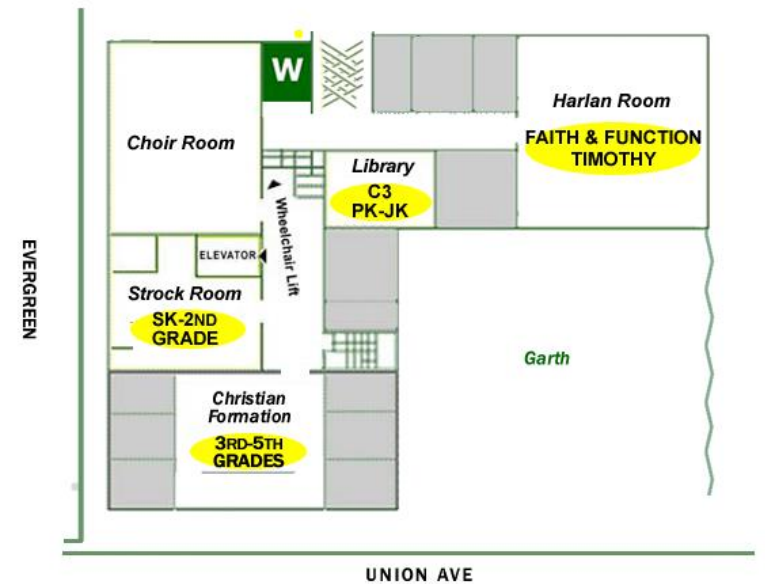 W
Choir Room
Harlan Room
FAITH & FUNCTION
TIMOTHY
Library
C3
PK-JK
Wheelchair Lift
ELEVATOR
EVERGREEN
Strock Room
SK-2ND
GRADE
Garth
Christian
Formation
3RD-5TH
GRADES
UNION AVE